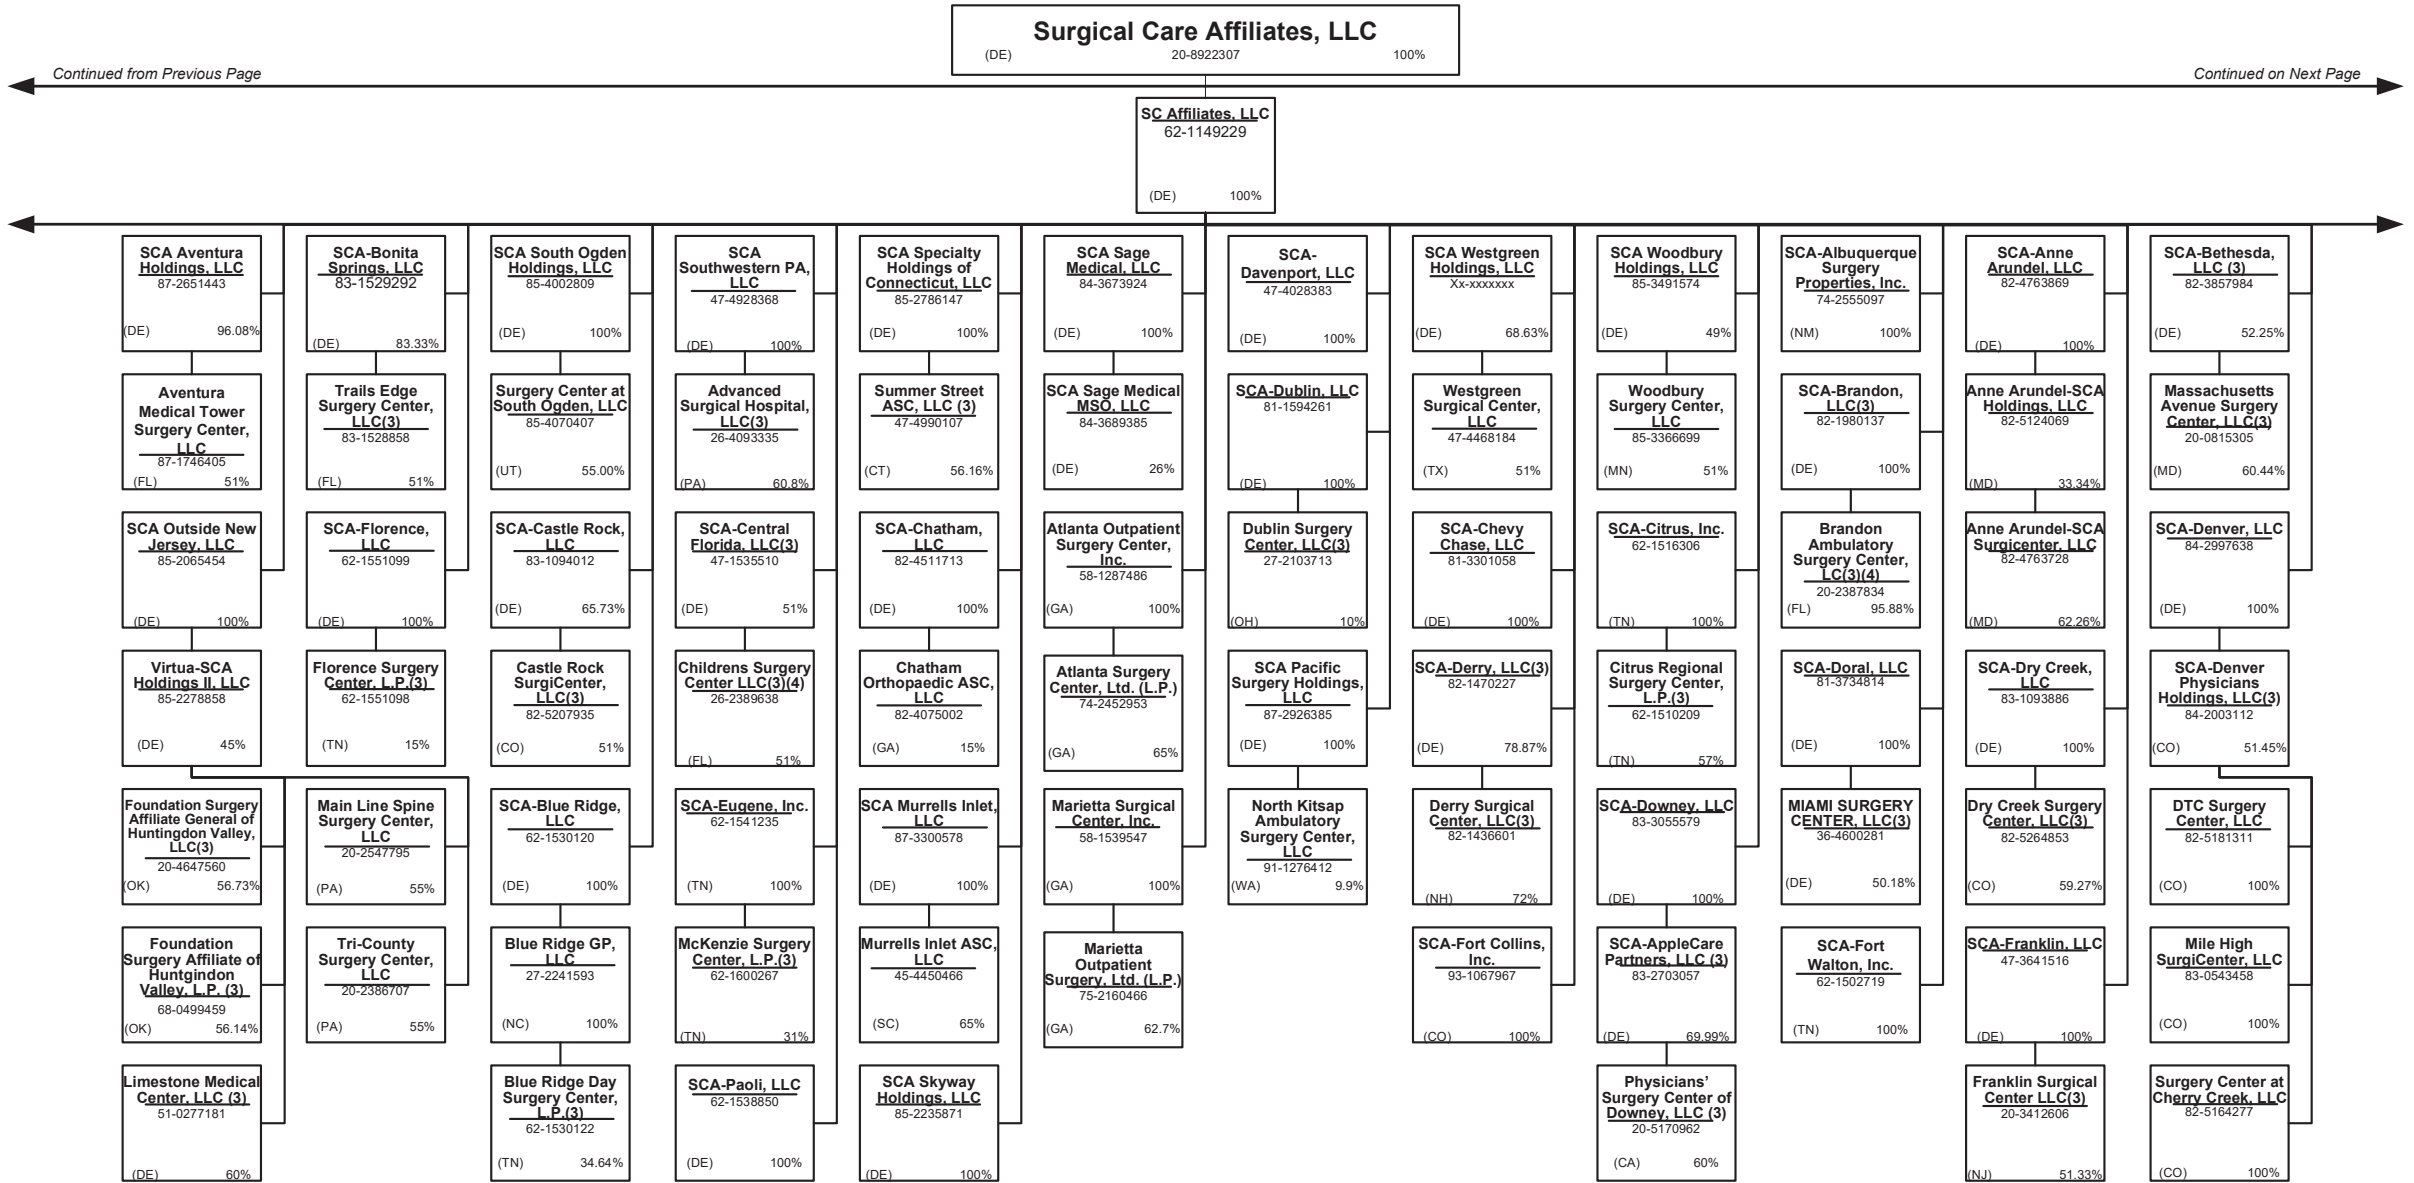 Surgical Care Affiliates, LLC
(DE) 20-8922307 100%
Continued from Previous Page
Continued on Next Page
SC Affiliates, LLC
62-1149229
(DE) 100%
SCA Aventura
Holdings, LLC
87-2651443
(DE) 96.08%
SCA-Bonita
Springs, LLC
83-1529292
(DE) 83.33%
SCA South Ogden
Holdings, LLC
85-4002809
(DE) 100%
SCA
Southwestern PA,
LLC
47-4928368
(DE) 100%
SCA Specialty
Holdings of
Connecticut, LLC
85-2786147
(DE) 100%
SCA Sage
Medical, LLC
84-3673924
(DE) 100%
SCA-
Davenport, LLC
47-4028383
(DE) 100%
SCA Westgreen
Holdings, LLC
Xx-xxxxxxx
(DE) 68.63%
SCA Woodbury
Holdings, LLC
85-3491574
(DE) 49%
SCA-Albuquerque
Surgery
Properties, Inc.
74-2555097
(NM) 100%
SCA-Anne
Arundel, LLC
82-4763869
(DE) 100%
SCA-Bethesda,
LLC (3)
82-3857984
(DE) 52.25%
Aventura
Medical Tower
Surgery Center,
LLC
87-1746405
(FL) 51%
Trails Edge
Surgery Center,
LLC(3)
83-1528858
(FL) 51%
Surgery Center at
South Ogden, LLC
85-4070407
(UT) 55.00%
Advanced
Surgical Hospital,
LLC(3)
26-4093335
(PA) 60.8%
Summer Street
ASC, LLC (3)
47-4990107
(CT) 56.16%
SCA Sage Medical
MSO, LLC
84-3689385
(DE) 26%
SCA-Dublin, LLC
81-1594261
(DE) 100%
Westgreen
Surgical Center,
LLC
47-4468184
(TX) 51%
Woodbury
Surgery Center,
LLC
85-3366699
(MN) 51%
SCA-Brandon,
LLC(3)
82-1980137
(DE) 100%
Anne Arundel-SCA
Holdings, LLC
82-5124069
(MD) 33.34%
Massachusetts
Avenue Surgery
Center, LLC(3)
20-0815305
(MD) 60.44%
SCA Outside New
Jersey, LLC
85-2065454
(DE) 100%
SCA-Florence,
LLC
62-1551099
(DE) 100%
SCA-Castle Rock,
LLC
83-1094012
(DE) 65.73%
SCA-Central
Florida, LLC(3)
47-1535510
(DE) 51%
SCA-Chatham,
LLC
82-4511713
(DE) 100%
Atlanta Outpatient
Surgery Center,
Inc.
58-1287486
(GA) 100%
Dublin Surgery
Center, LLC(3)
27-2103713
(OH) 10%
SCA-Chevy
Chase, LLC
81-3301058
(DE) 100%
SCA-Citrus, Inc.
62-1516306
(TN) 100%
Brandon
Ambulatory
Surgery Center,
LC(3)(4)
20-2387834
(FL) 95.88%
Anne Arundel-SCA
Surgicenter, LLC
82-4763728
(MD) 62.26%
SCA-Denver, LLC
84-2997638
(DE) 100%
Virtua-SCA
Holdings II, LLC
85-2278858
(DE) 45%
Florence Surgery
Center, L.P.(3)
62-1551098
(TN) 15%
Castle Rock
SurgiCenter,
LLC(3)
82-5207935
(CO) 51%
Childrens Surgery
Center LLC(3)(4)
26-2389638
(FL) 51%
Chatham
Orthopaedic ASC,
LLC
82-4075002
(GA) 15%
Atlanta Surgery
Center, Ltd. (L.P.)
74-2452953
(GA) 65%
SCA Pacific
Surgery Holdings,
LLC
87-2926385
(DE) 100%
SCA-Derry, LLC(3)
82-1470227
(DE) 78.87%
Citrus Regional
Surgery Center,
L.P.(3)
62-1510209
(TN) 57%
SCA-Doral, LLC
81-3734814
(DE) 100%
SCA-Dry Creek,
LLC
83-1093886
(DE) 100%
SCA-Denver
Physicians
Holdings, LLC(3)
84-2003112
(CO) 51.45%
Foundation Surgery
Affiliate General of
Huntingdon Valley,
LLC(3)
20-4647560
(OK) 56.73%
Main Line Spine
Surgery Center,
LLC
20-2547795
(PA) 55%
SCA-Blue Ridge,
LLC
62-1530120
(DE) 100%
SCA-Eugene, Inc.
62-1541235
(TN) 100%
SCA Murrells Inlet,
LLC
87-3300578
(DE) 100%
Marietta Surgical
Center, Inc.
58-1539547
(GA) 100%
North Kitsap
Ambulatory
Surgery Center,
LLC
91-1276412
(WA) 9.9%
Derry Surgical
Center, LLC(3)
82-1436601
(NH) 72%
SCA-Downey, LLC
83-3055579
(DE) 100%
MIAMI SURGERY
CENTER, LLC(3)
36-4600281
(DE) 50.18%
Dry Creek Surgery
Center, LLC(3)
82-5264853
(CO) 59.27%
DTC Surgery
Center, LLC
82-5181311
(CO) 100%
Foundation
Surgery Affiliate of
Huntgindon
Valley, L.P. (3)
68-0499459
(OK) 56.14%
Tri-County
Surgery Center,
LLC
20-2386707
(PA) 55%
Blue Ridge GP,
LLC
27-2241593
(NC) 100%
McKenzie Surgery
Center, L.P.(3)
62-1600267
(TN) 31%
Murrells Inlet ASC,
LLC
45-4450466
(SC) 65%
Marietta
Outpatient
Surgery, Ltd. (L.P.)
75-2160466
(GA) 62.7%
SCA-Fort Collins,
Inc.
93-1067967
(CO) 100%
SCA-AppleCare
Partners, LLC (3)
83-2703057
(DE) 69.99%
SCA-Fort
Walton, Inc.
62-1502719
(TN) 100%
SCA-Franklin, LLC
47-3641516
(DE) 100%
Mile High
SurgiCenter, LLC
83-0543458
(CO) 100%
Limestone Medical
Center, LLC (3)
51-0277181
(DE) 60%
Blue Ridge Day
Surgery Center,
L.P.(3)
62-1530122
(TN) 34.64%
SCA-Paoli, LLC
62-1538850
(DE) 100%
SCA Skyway
Holdings, LLC
85-2235871
(DE) 100%
Physicians’
Surgery Center of
Downey, LLC (3)
20-5170962
(CA) 60%
Franklin Surgical
Center LLC(3)
20-3412606
(NJ) 51.33%
Surgery Center at
Cherry Creek, LLC
82-5164277
(CO) 100%